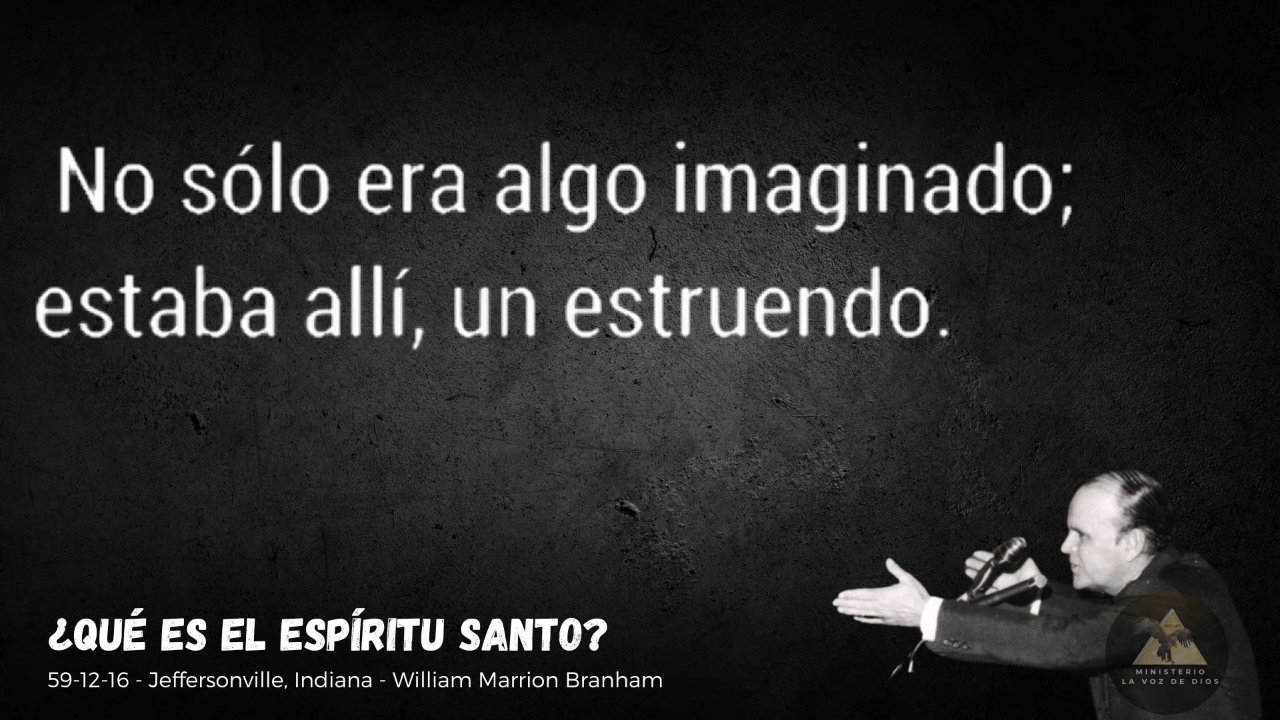 No sólo era algo imaginado;
estaba allí, un estruendo.
¿QUÉ ES EL ESPÍRITU SANTO?
59-12-16 - Jeffersonville, Indiana - William Marrion Branham
MINISTERIO
LA VOZ DE DIOS